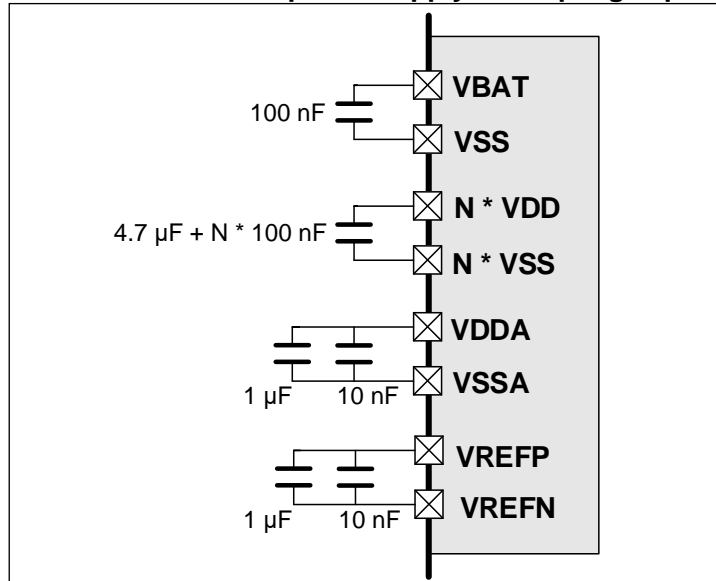 VBAT
100 nF
VSS
N * VDD
4.7 µF + N * 100 nF
N * VSS
VDDA
VSSA
1 µF 10 nF
VREFP
VREFN
1 µF 10 nF